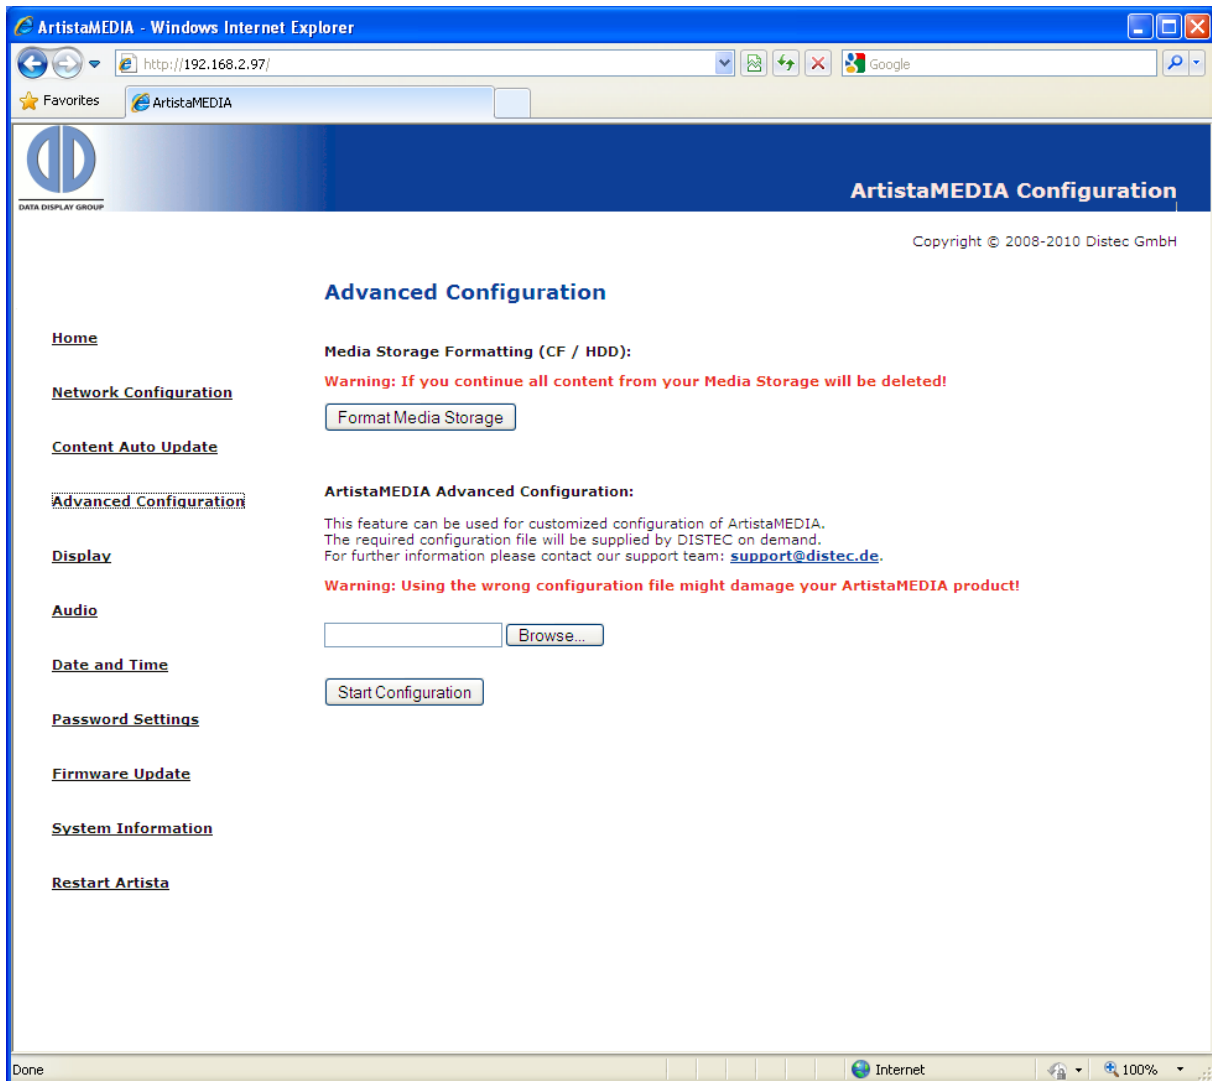 ArtistaMEDIA - Windows Internet Explorer
http://192.168.2.97/
Google
Favorites
ArtistaMEDIA
DATA DISPLAY GROUP
ArtistaMEDIA Configuration
Copyright © 2008-2010 Distec GmbH
Advanced Configuration
Home
Network Configuration
Content Auto Update
Advanced Configuration
Display
Audio
Date and Time
Password Settings
Firmware Update
System Information
Restart Artista
Media Storage Formatting (CF / HDD):
Warning: If you continue all content from your Media Storage will be deleted!
Format Media Storage
ArtistaMEDIA Advanced Configuration:
This feature can be used for customized configuration of ArtistaMEDIA.
The required configuration file will be supplied by DISTEC on demand.
For further information please contact our support team: support@distec.de.
Warning: Using the wrong configuration file might damage your ArtistaMEDIA product!
Browse...
Start Configuration
Done
Internet
100%